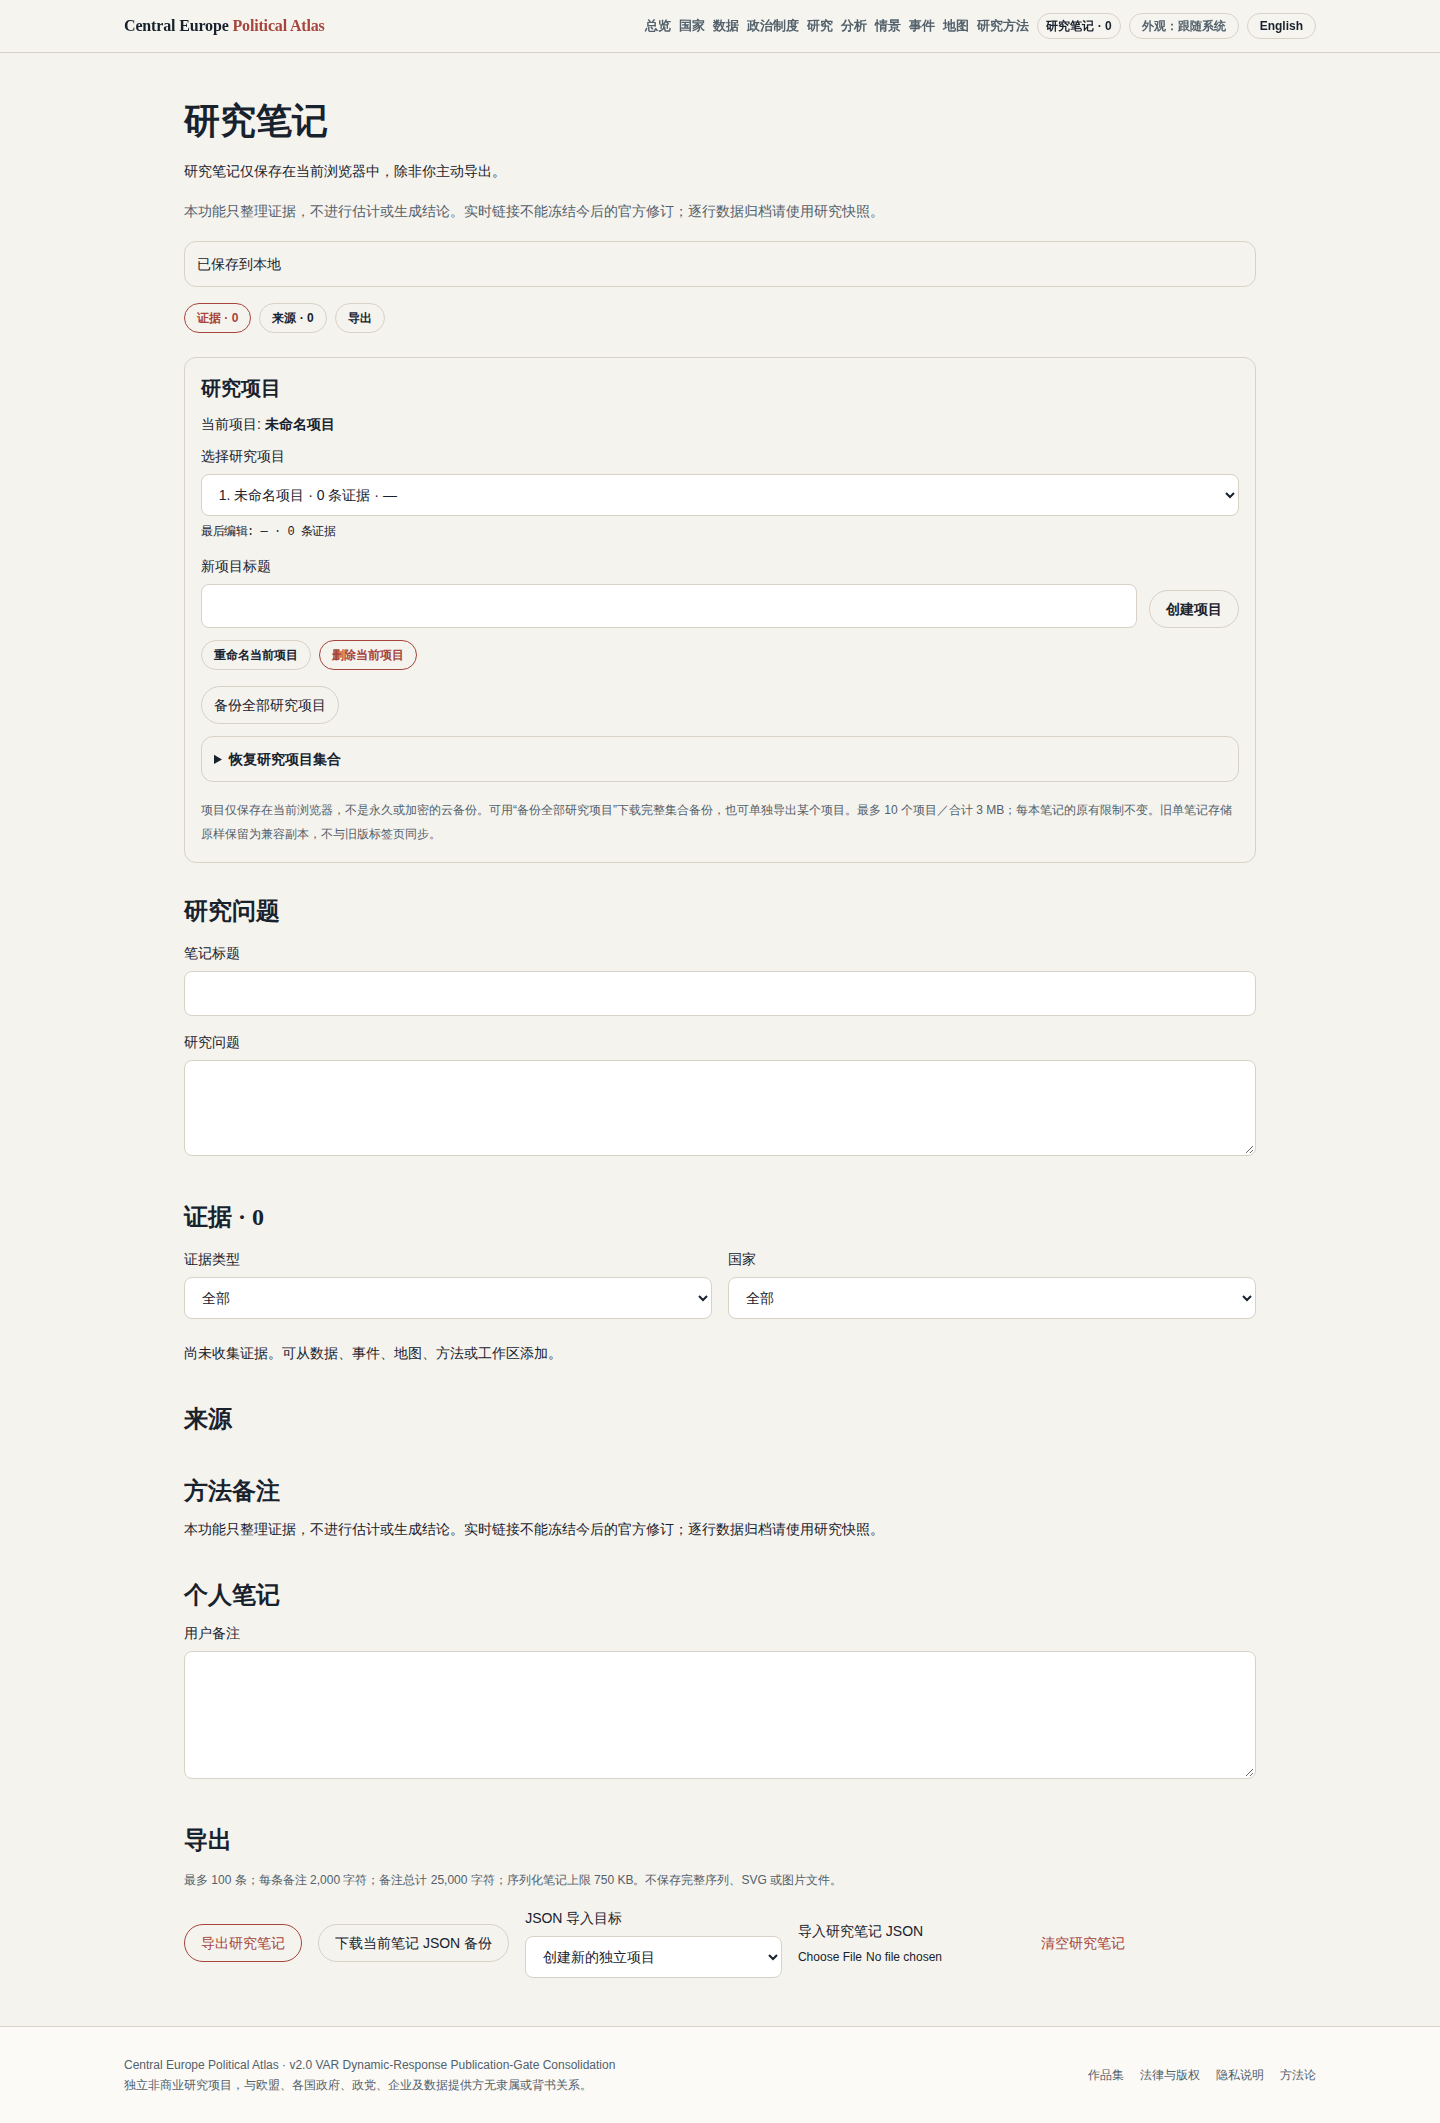 Central Europe Political Atlas
总览 国家 数据 政治制度 研究 分析 情景 事件 地图 研究方法 研究笔记 · 0 外观：跟随系统 English
研究笔记
研究笔记仅保存在当前浏览器中，除非你主动导出。
本功能只整理证据，不进行估计或生成结论。实时链接不能冻结今后的官方修订；逐行数据归档请使用研究快照。
已保存到本地
证据 · 0 来源 · 0 导出
研究项目
当前项目: 未命名项目
选择研究项目
1. 未命名项目 · 0 条证据 · —
最后编辑: — · 0 条证据
新项目标题
创建项目
重命名当前项目 删除当前项目
备份全部研究项目
恢复研究项目集合
项目仅保存在当前浏览器，不是永久或加密的云备份。可用“备份全部研究项目”下载完整集合备份，也可单独导出某个项目。最多 10 个项目／合计 3 MB；每本笔记的原有限制不变。旧单笔记存储
原样保留为兼容副本，不与旧版标签页同步。
研究问题
笔记标题
研究问题
证据 · 0
证据类型 国家
全部 全部
尚未收集证据。可从数据、事件、地图、方法或工作区添加。
来源
方法备注
本功能只整理证据，不进行估计或生成结论。实时链接不能冻结今后的官方修订；逐行数据归档请使用研究快照。
个人笔记
用户备注
导出
最多 100 条；每条备注 2,000 字符；备注总计 25,000 字符；序列化笔记上限 750 KB。不保存完整序列、SVG 或图片文件。
导出研究笔记 下载当前笔记 JSON 备份
JSON 导入目标
创建新的独立项目
导入研究笔记 JSON
Choose File No file chosen
清空研究笔记
Central Europe Political Atlas · v2.0 VAR Dynamic-Response Publication-Gate Consolidation
独立非商业研究项目，与欧盟、各国政府、政党、企业及数据提供方无隶属或背书关系。
作品集 法律与版权 隐私说明 方法论